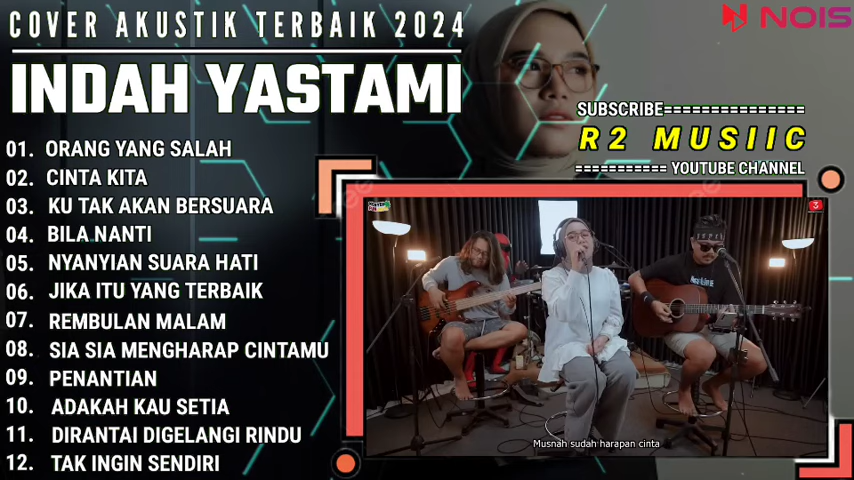 COVER AKUSTIK TERBAIK 2024
INDAH YASTAMI
NOIS
SUBSCRIBE===============
R2 MUSIIC
========== YOUTUBE CHANNEL
01. ORANG YANG SALAH
02. CINTA KITA
03. KU TAK AKAN BERSUARA
04. BILA NANTI
05. NYANYIAN SUARA HATI
06. JIKA ITU YANG TERBAIK
07. REMBULAN MALAM
08. SIA SIA MENGHARAP CINTAMU
09. PENANTIAN
10. ADAKAH KAU SETIA
11. DIRANTAI DIGELANGI RINDU
12. TAK INGIN SENDIRI
3
Musnah sudah harapan cinta